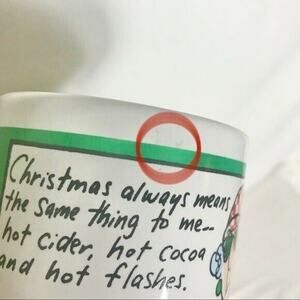 Christmas always means
the same thing to me...
hot cider, hot cocoa
and hot flashes.